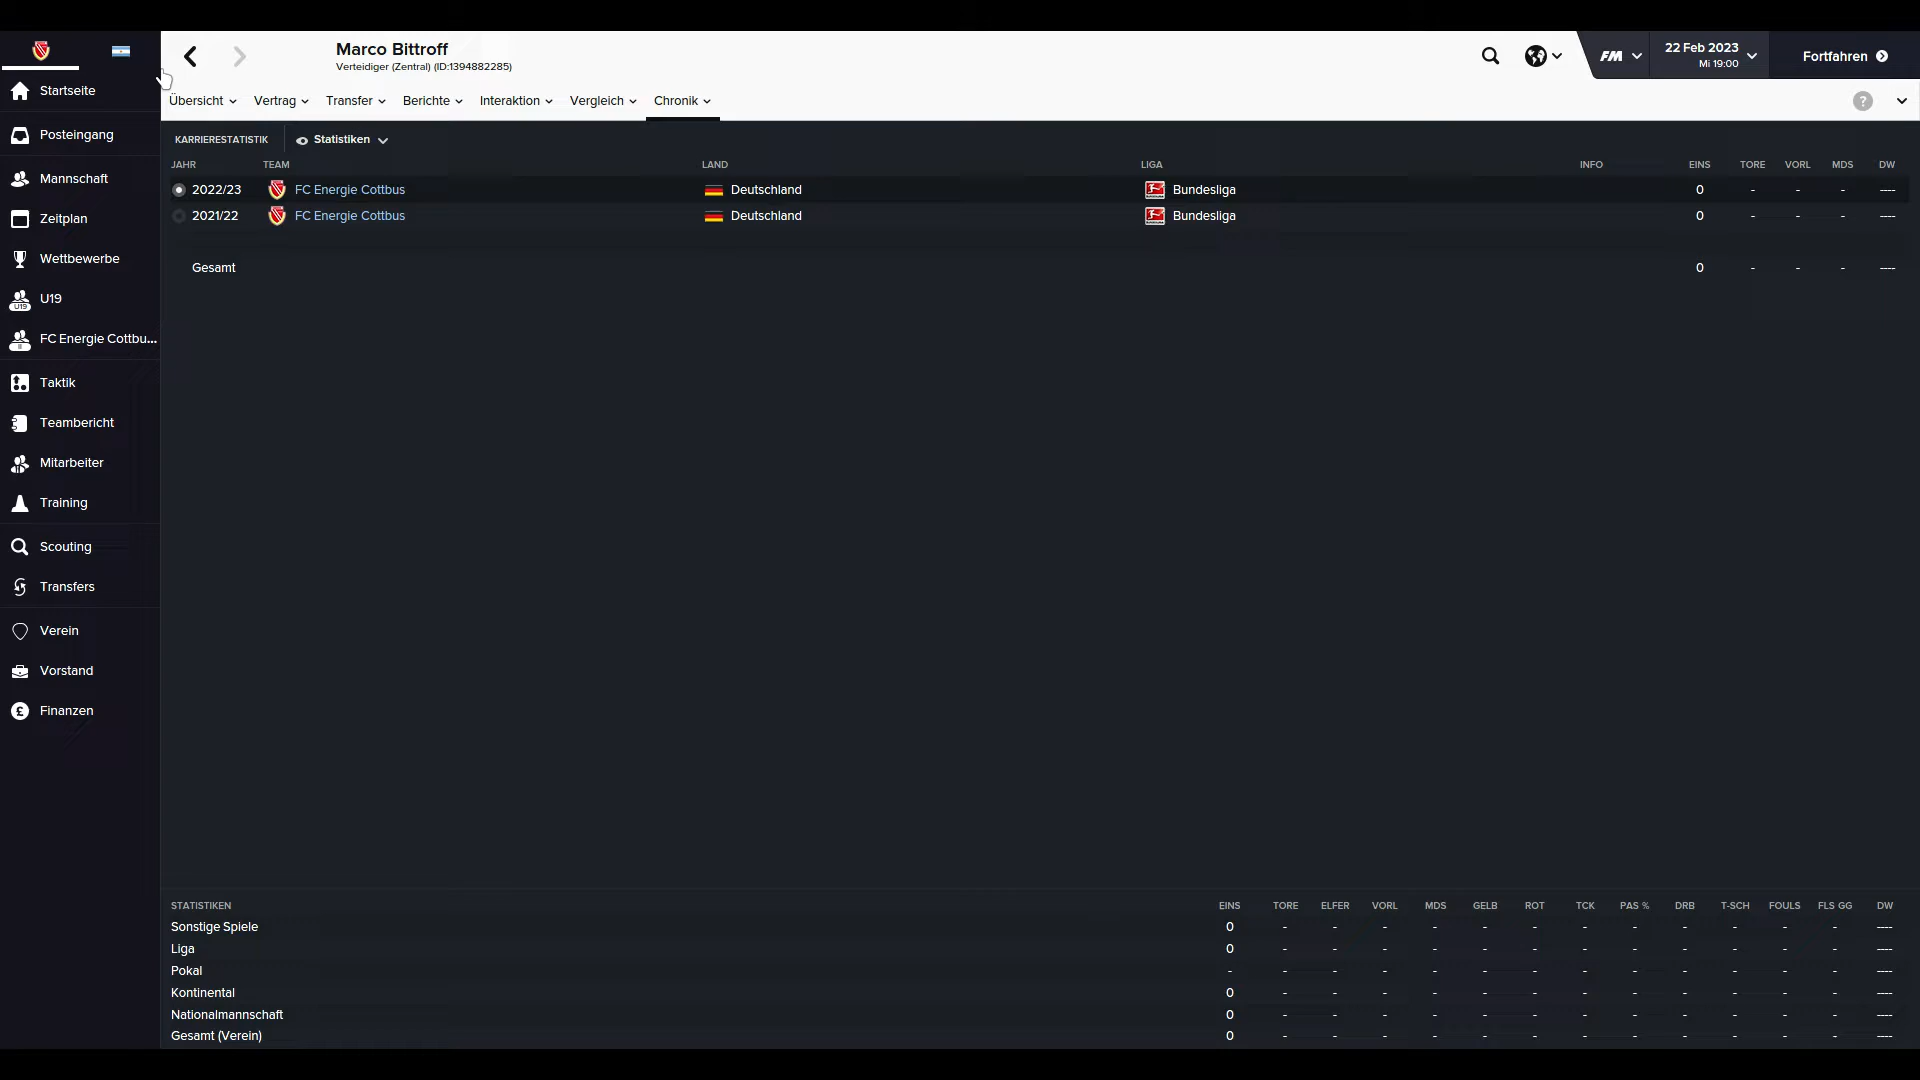 Marco Bittroff
Verteidiger (Zentral) (ID:1394882285)
FM
22 Feb 2023
Mi 19:00
Fortfahren
Startseite
Posteingang
Mannschaft
Zeitplan
Wettbewerbe
U19
U19
FC Energie Cottbu...
II
Taktik
Teambericht
Mitarbeiter
Training
Scouting
Transfers
Verein
Vorstand
£ Finanzen
Übersicht Vertrag Transfer Berichte Interaktion Vergleich Chronik ?
KARRIERESTATISTIK Statistiken
JAHR TEAM LAND LIGA INFO EINS TORE VORL MDS DW
2022/23 FC Energie Cottbus Deutschland Bundesliga 0 - - - ----
2021/22 FC Energie Cottbus Deutschland Bundesliga 0 - - - ----
Gesamt 0 - - - ----
STATISTIKEN EINS TORE ELFER VORL MDS GELB ROT TCK PAS % DRB T-SCH FOULS FLS GG DW
Sonstige Spiele 0 - - - - - - - - - - - - ----
Liga 0 - - - - - - - - - - - - ----
Pokal - - - - - - - - - - - - - ----
Kontinental 0 - - - - - - - - - - - - ----
Nationalmannschaft 0 - - - - - - - - - - - - ----
Gesamt (Verein) 0 - - - - - - - - - - - - ----